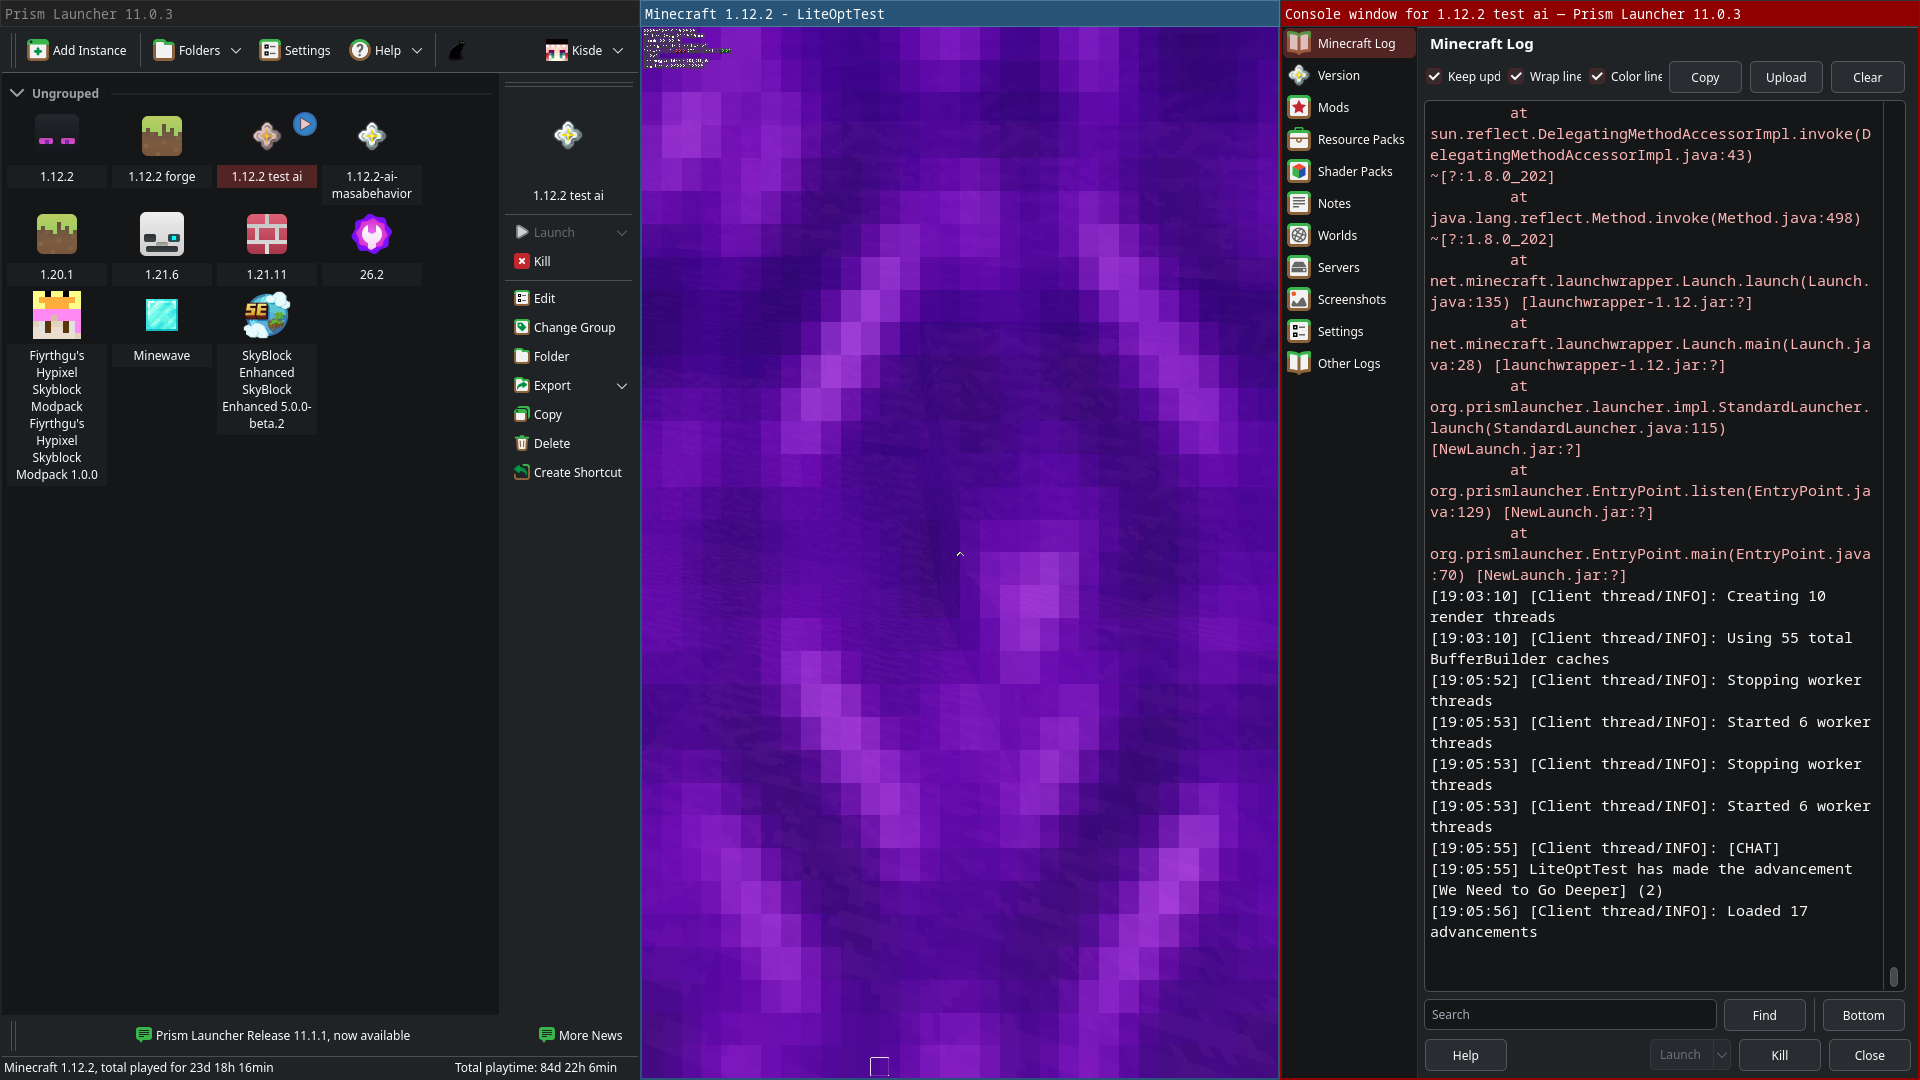 Prism Launcher 11.0.3
Add Instance
Folders
Settings
Help
Kisde
Ungrouped
1.12.2
1.12.2 forge
1.12.2 test ai
1.12.2-ai-
masabehavior
1.20.1
1.21.6
1.21.11
26.2
Fiyrthgu's
Hypixel
Skyblock
Modpack
Fiyrthgu's
Hypixel
Skyblock
Modpack 1.0.0
Minewave
SE
SkyBlock
Enhanced
SkyBlock
Enhanced 5.0.0-
beta.2
1.12.2 test ai
Launch
Kill
Edit
Change Group
Folder
Export
Copy
Delete
Create Shortcut
Prism Launcher Release 11.1.1, now available
More News
Minecraft 1.12.2, total played for 23d 18h 16min
Total playtime: 84d 22h 6min
Minecraft 1.12.2 - LiteOptTest
Console window for 1.12.2 test ai — Prism Launcher 11.0.3
Minecraft Log
Version
Mods
Resource Packs
Shader Packs
Notes
Worlds
Servers
Screenshots
Settings
Other Logs
Minecraft Log
Keep upd
Wrap line
Color line
Copy
Upload
Clear
at
sun.reflect.DelegatingMethodAccessorImpl.invoke(D
elegatingMethodAccessorImpl.java:43)
~[?:1.8.0_202]
at
java.lang.reflect.Method.invoke(Method.java:498)
~[?:1.8.0_202]
at
net.minecraft.launchwrapper.Launch.launch(Launch.
java:135) [launchwrapper-1.12.jar:?]
at
net.minecraft.launchwrapper.Launch.main(Launch.ja
va:28) [launchwrapper-1.12.jar:?]
at
org.prismlauncher.launcher.impl.StandardLauncher.
launch(StandardLauncher.java:115)
[NewLaunch.jar:?]
at
org.prismlauncher.EntryPoint.listen(EntryPoint.ja
va:129) [NewLaunch.jar:?]
at
org.prismlauncher.EntryPoint.main(EntryPoint.java
:70) [NewLaunch.jar:?]
[19:03:10] [Client thread/INFO]: Creating 10
render threads
[19:03:10] [Client thread/INFO]: Using 55 total
BufferBuilder caches
[19:05:52] [Client thread/INFO]: Stopping worker
threads
[19:05:53] [Client thread/INFO]: Started 6 worker
threads
[19:05:53] [Client thread/INFO]: Stopping worker
threads
[19:05:53] [Client thread/INFO]: Started 6 worker
threads
[19:05:55] [Client thread/INFO]: [CHAT]
[19:05:55] LiteOptTest has made the advancement
[We Need to Go Deeper] (2)
[19:05:56] [Client thread/INFO]: Loaded 17
advancements
Search
Find
Bottom
Help
Launch
Kill
Close